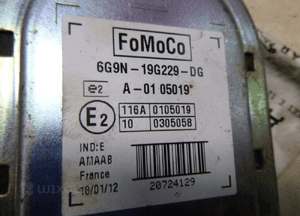 FoMoCo
6G9N-19G229-DG
e2 A-01 05019*
E2 116A 0105019
10 0305058
IND:E
AMAAB
France
18/01/12
20724129